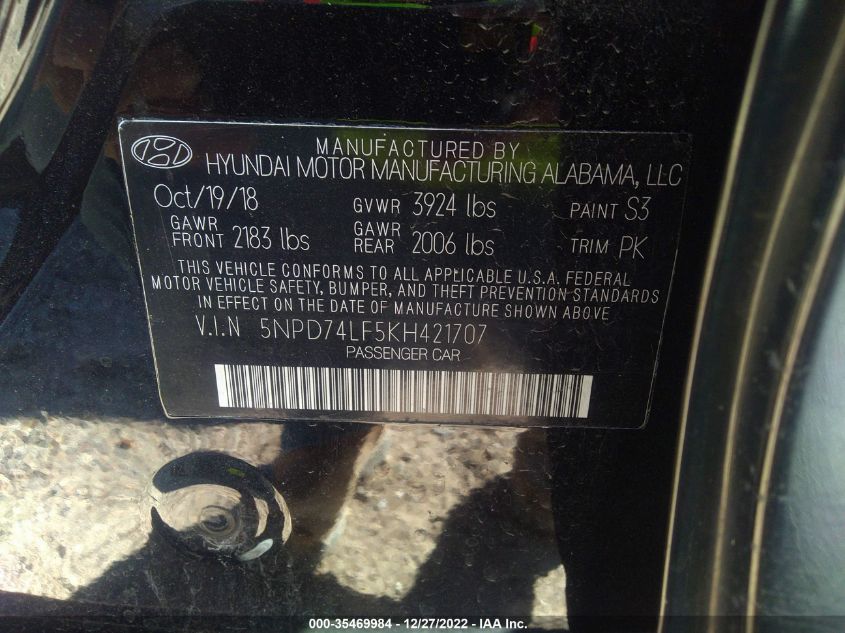 MANUFACTURED BY
HYUNDAI MOTOR MANUFACTURING ALABAMA, LLC
Oct/19/18 GVWR 3924 lbs PAINT S3
GAWR FRONT 2183 lbs GAWR REAR 2006 lbs TRIM PK
THIS VEHICLE CONFORMS TO ALL APPLICABLE U.S.A. FEDERAL
MOTOR VEHICLE SAFETY, BUMPER, AND THEFT PREVENTION STANDARDS
IN EFFECT ON THE DATE OF MANUFACTURE SHOWN ABOVE
V.I.N 5NPD74LF5KH421707
PASSENGER CAR
000-35469984 - 12/27/2022 - IAA Inc.